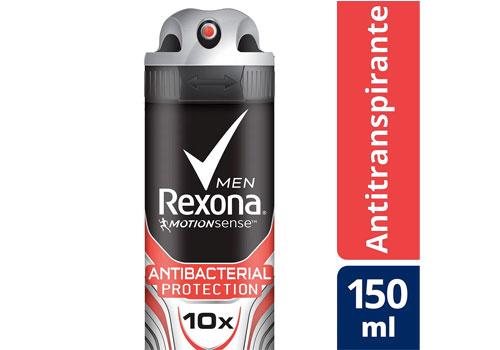 MEN
Rexona®
MOTIONsense™
ANTIBACTERIAL
PROTECTION
10x
Antitranspirante
150
ml